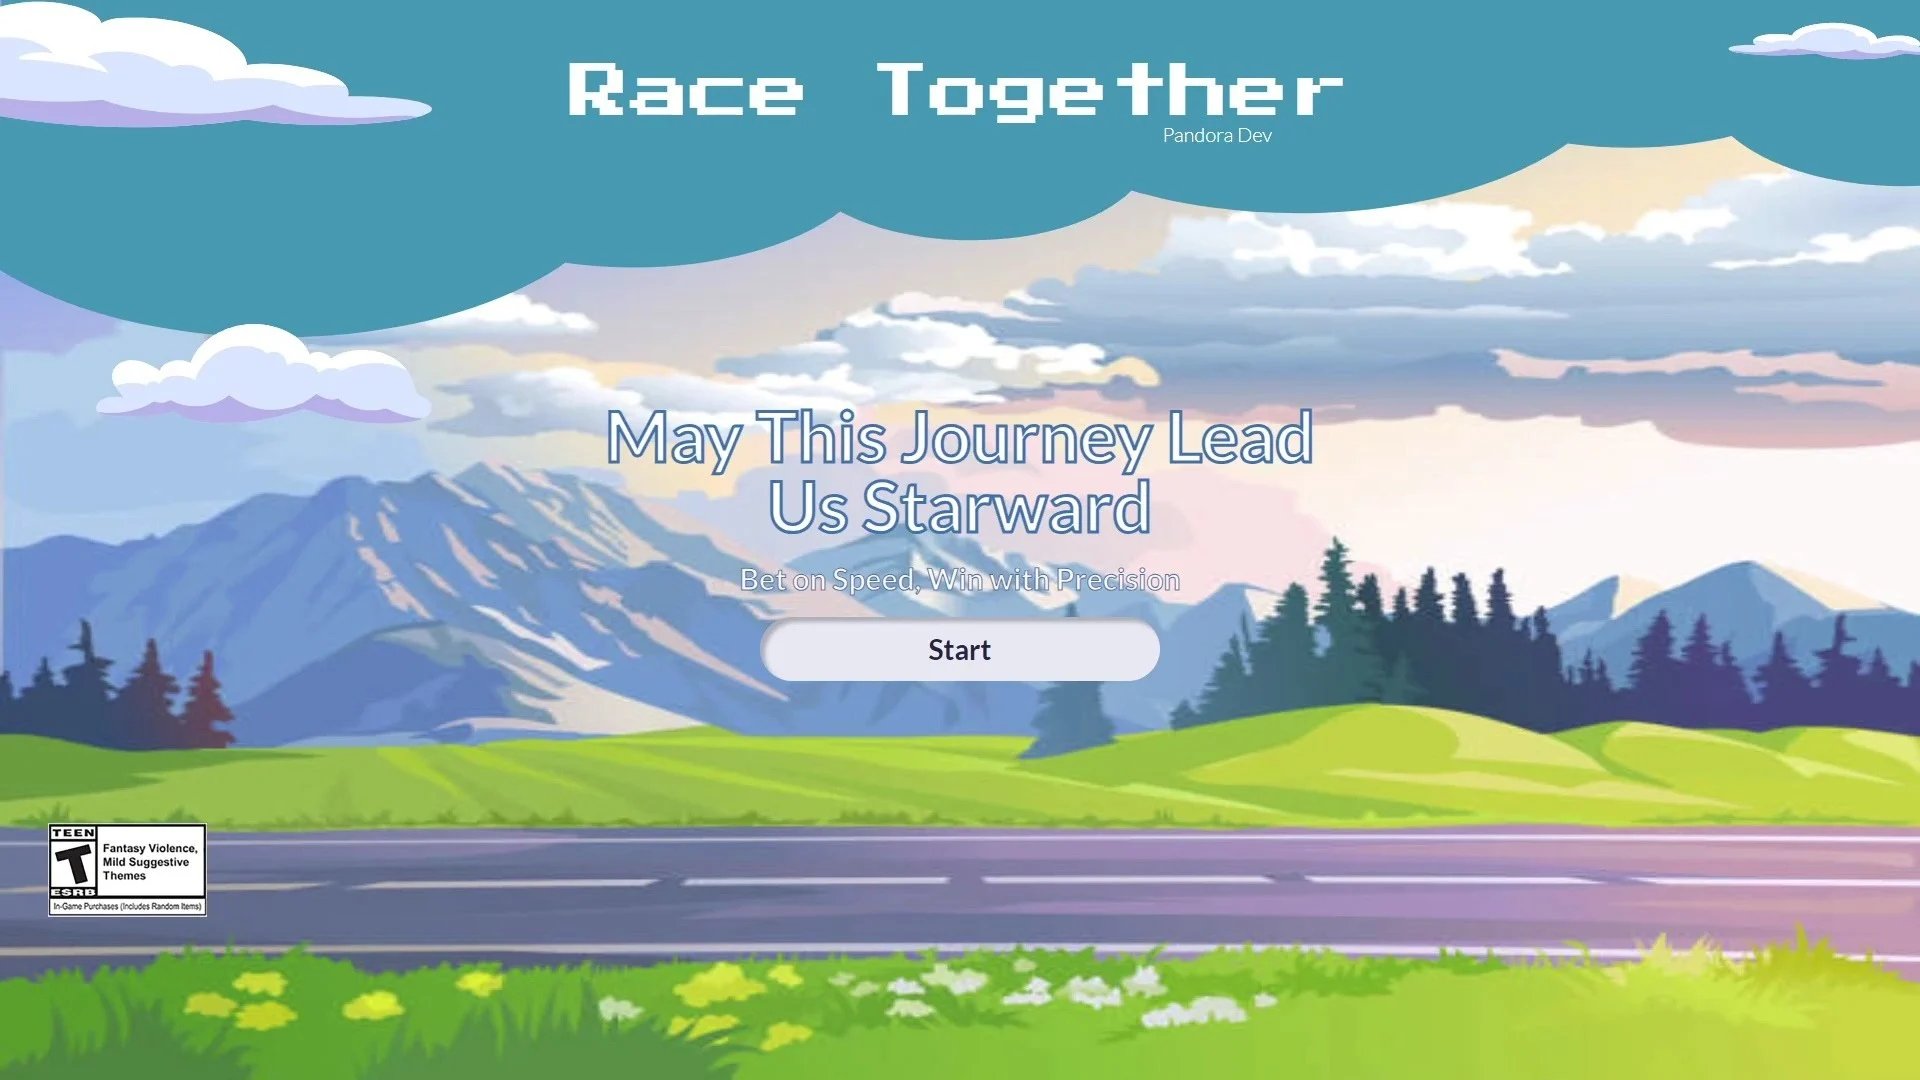 Race Together
Pandora Dev
May This Journey Lead
Us Starward
Bet on Speed, Win with Precision
Start
TEEN
T
ESRB
Fantasy Violence,
Mild Suggestive
Themes
In-Game Purchases (Includes Random Items)